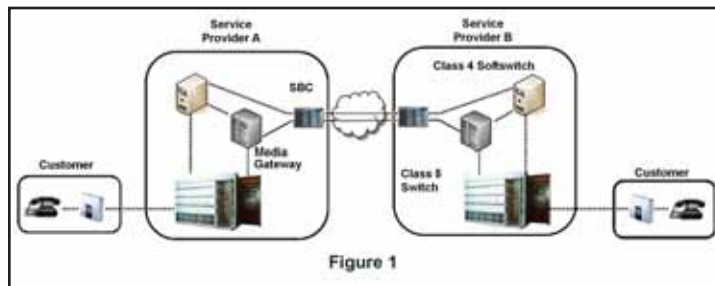 Service
Provider A
Service
Provider B
SBC
Class 4 Softswitch
Media
Gateway
Customer
Class 5
Switch
Customer
Figure 1